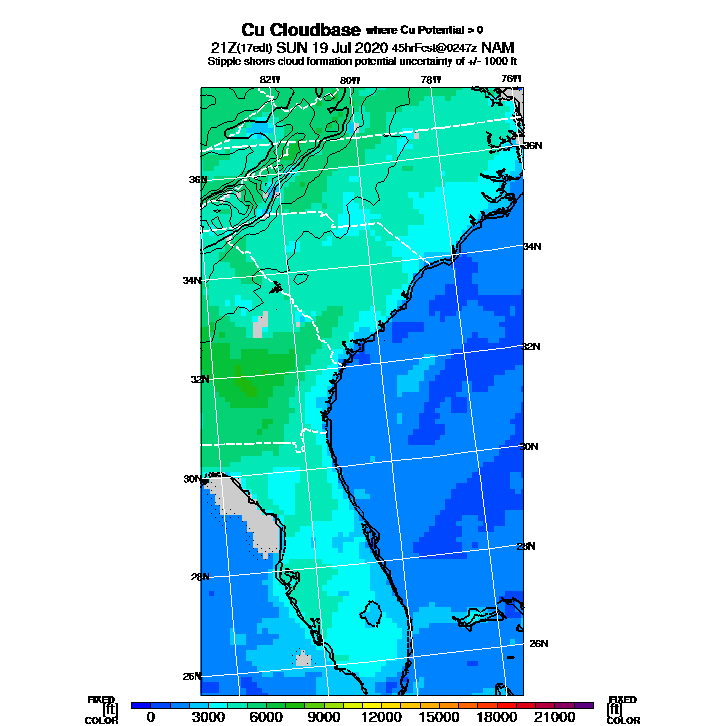 Cu Cloudbase where Cu Potential > 0
21Z(17edt) SUN 19 Jul 2020 45hrFcst@0247z NAM
Stipple shows cloud formation potential uncertainty of +/- 1000 ft
82W 80W 78W 76W
36N
36N
34N
34N
32N
32N
30N
30N
28N
28N
26N
26N
FIXED FIXED
[ft] [ft]
COLOR COLOR
0 3000 6000 9000 12000 15000 18000 21000